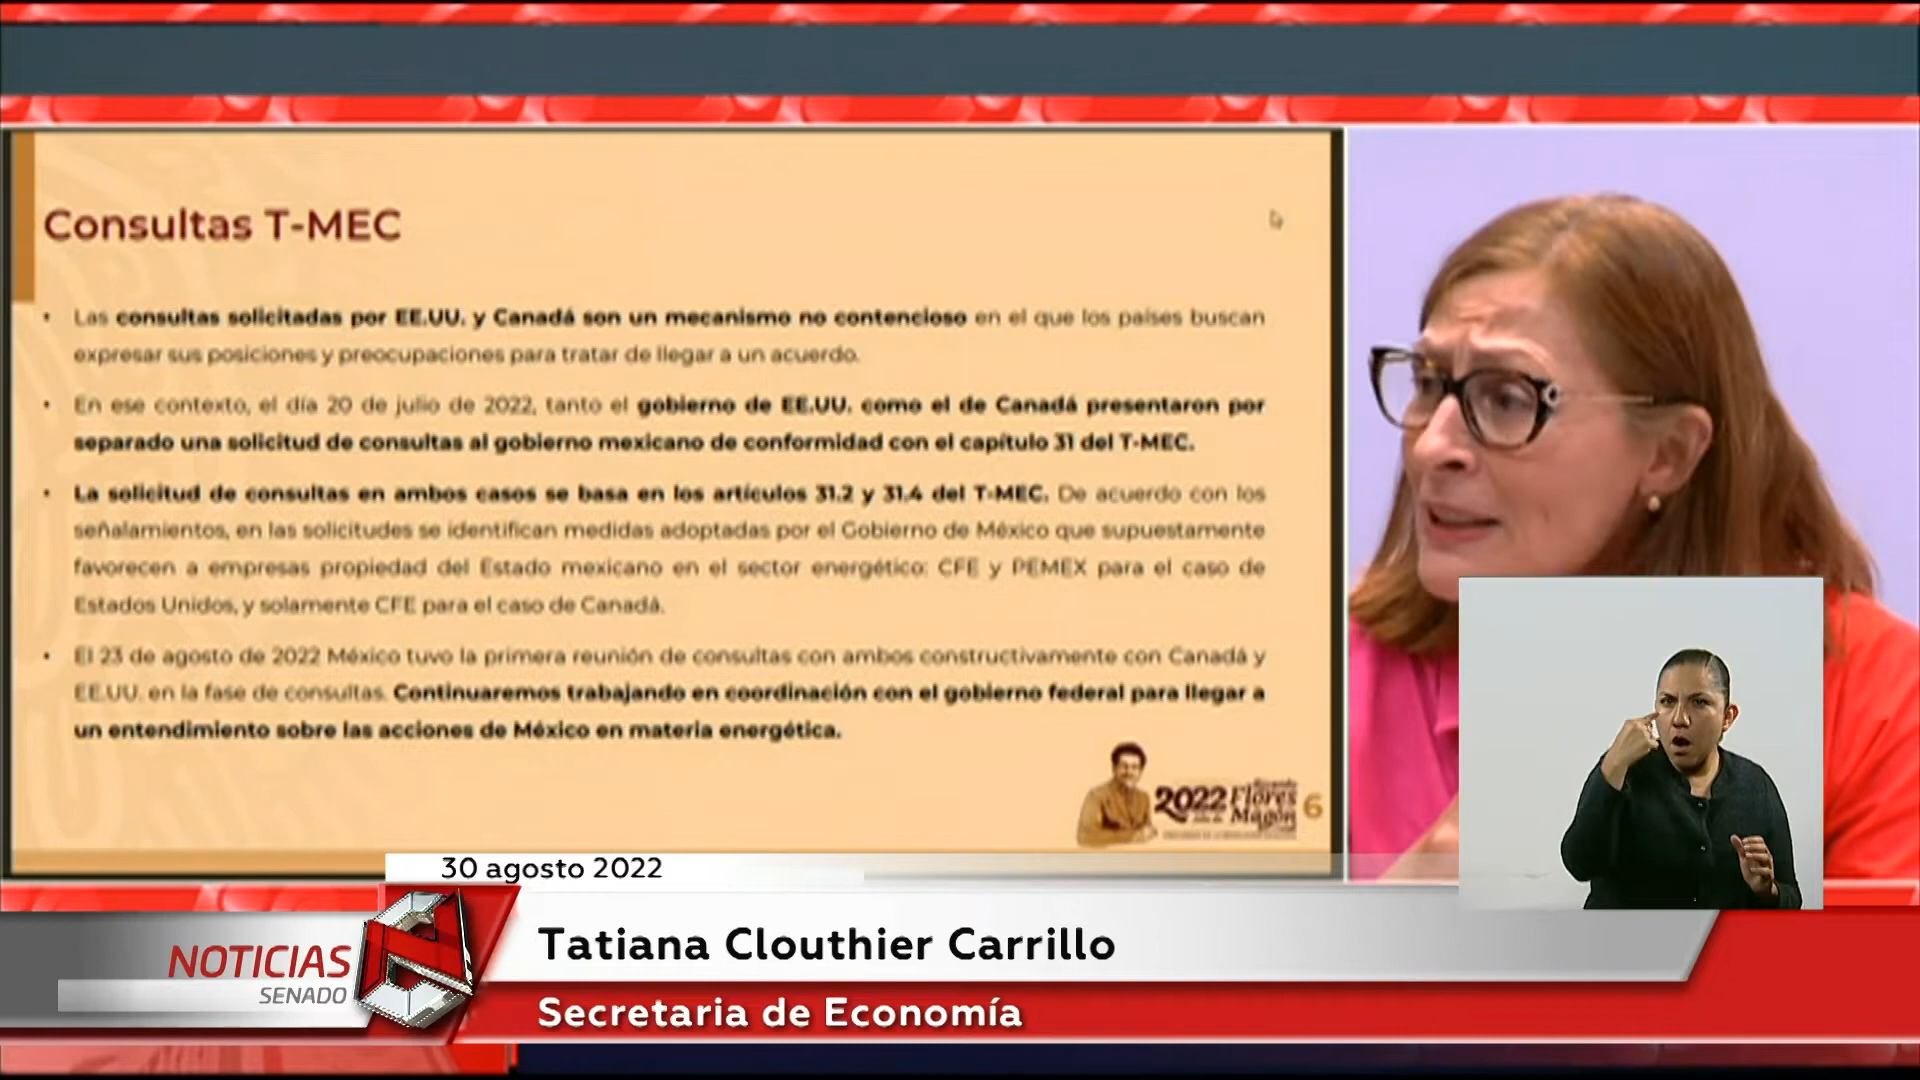 Consultas T-MEC
• Las consultas solicitadas por EE.UU. y Canadá son un mecanismo no contencioso en el que los países buscan
expresar sus posiciones y preocupaciones para tratar de llegar a un acuerdo.
• En ese contexto, el día 20 de julio de 2022, tanto el gobierno de EE.UU. como el de Canadá presentaron por
separado una solicitud de consultas al gobierno mexicano de conformidad con el capítulo 31 del T-MEC.
• La solicitud de consultas en ambos casos se basa en los artículos 31.2 y 31.4 del T-MEC. De acuerdo con los
señalamientos, en las solicitudes se identifican medidas adoptadas por el Gobierno de México que supuestamente
favorecen a empresas propiedad del Estado mexicano en el sector energético: CFE y PEMEX para el caso de
Estados Unidos, y solamente CFE para el caso de Canadá.
• El 23 de agosto de 2022 México tuvo la primera reunión de consultas con ambos constructivamente con Canadá y
EE.UU. en la fase de consultas. Continuaremos trabajando en coordinación con el gobierno federal para llegar a
un entendimiento sobre las acciones de México en materia energética.
2022 Flores
Magón
6
30 agosto 2022
NOTICIAS
SENADO
Tatiana Clouthier Carrillo
Secretaria de Economía